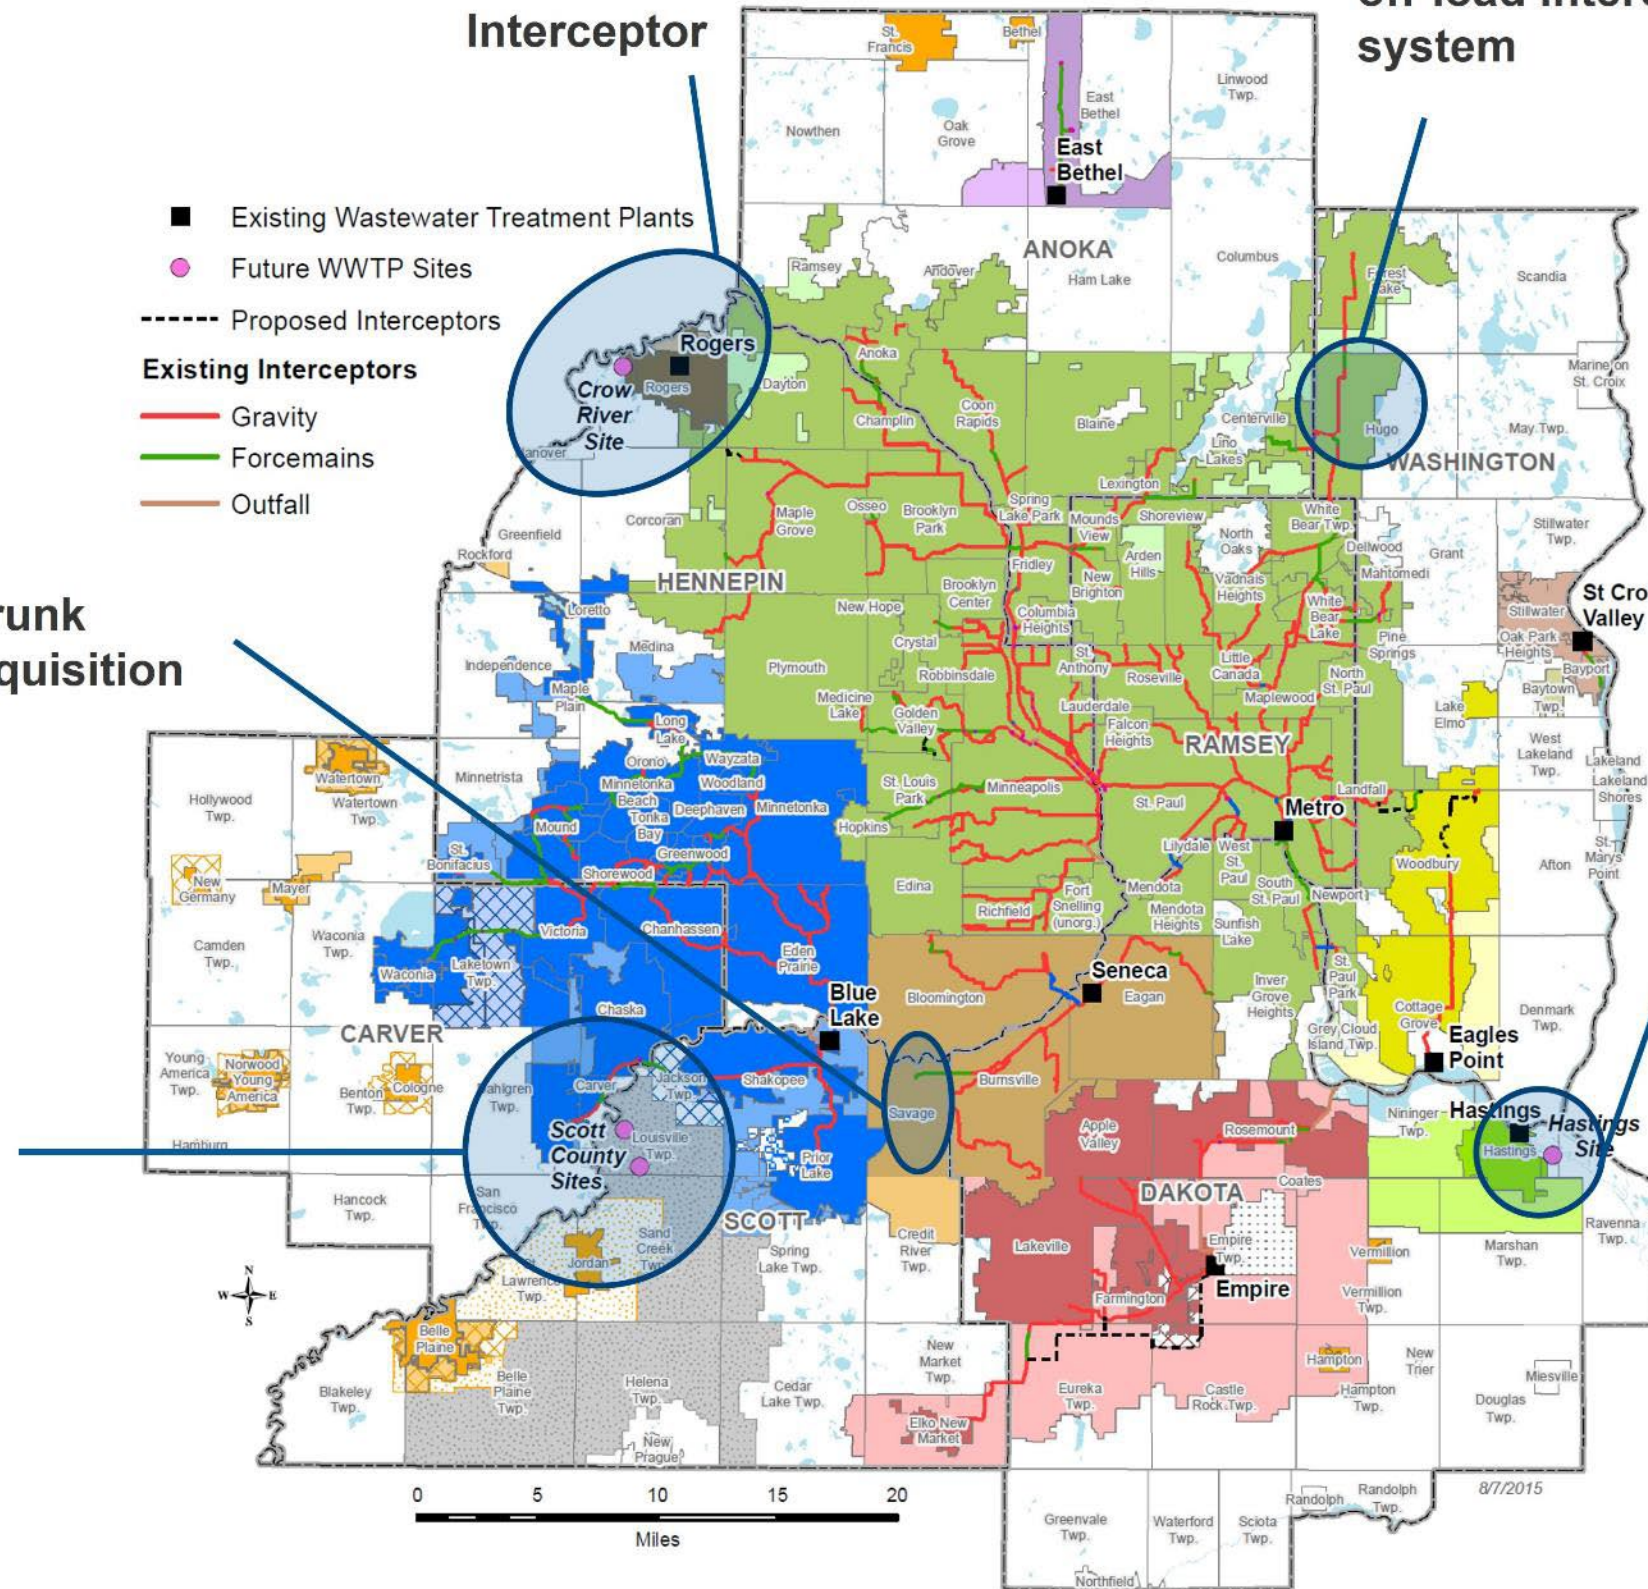 Interceptor
off-load interc
system
Existing Wastewater Treatment Plants
Future WWTP Sites
Proposed Interceptors
Existing Interceptors
Gravity
Forcemains
Outfall
runk
quisition
St.
Francis
Bethel
Nowthen
Oak
Grove
East
Bethel
Linwood
Twp.
East
Bethel
Ramsey
Andover
ANOKA
Ham Lake
Columbus
Forest
Lake
Scandia
Rogers
Rogers
Crow
River
Site
Hanover
Dayton
Anoka
Champlin
Coon
Rapids
Blaine
Centerville
Lino
Lakes
Hugo
Marine on
St. Croix
May Twp.
WASHINGTON
Lexington
Greenfield
Corcoran
Rockford
HENNEPIN
Maple
Grove
Osseo
Brooklyn
Park
Spring
Lake Park
Mounds
View
Shoreview
North
Oaks
White
Bear Twp.
Dellwood
Grant
Stillwater
Twp.
Mahtomedi
Fridley
Arden
Hills
New
Brighton
Vadnais
Heights
White
Bear
Lake
Loretto
New Hope
Brooklyn
Center
Columbia
Heights
Crystal
Robbinsdale
Plymouth
Medicine
Lake
Golden
Valley
St.
Anthony
Roseville
Little
Canada
Maplewood
North
St. Paul
Pine
Springs
Stillwater
Oak Park
Heights
Bayport
St Cro
Valley
Baytown
Twp.
Lake
Elmo
West
Lakeland
Twp.
Lakeland
Lakeland
Shores
Lauderdale
Falcon
Heights
RAMSEY
Independence
Medina
Maple
Plain
Long
Lake
Orono
Wayzata
Minnetonka
Beach
Woodland
Deephaven
Minnetonka
Tonka
Bay
Mound
Greenwood
Shorewood
Minnetrista
St.
Bonifacius
Watertown
Watertown
Twp.
Hollywood
Twp.
New
Germany
Mayer
Camden
Twp.
Waconia
Twp.
Waconia
Laketown
Twp.
Victoria
Chanhassen
Chaska
CARVER
St. Louis
Park
Hopkins
Minneapolis
St. Paul
Metro
Landfall
Edina
Richfield
Fort
Snelling
(unorg.)
Lilydale
West
St.
Paul
South
St. Paul
Mendota
Mendota
Heights
Sunfish
Lake
Newport
Woodbury
Afton
St.
Marys
Point
Eden
Prairie
Blue
Lake
Bloomington
Seneca
Eagan
Inver
Grove
Heights
St.
Paul
Park
Cottage
Grove
Grey Cloud
Island Twp.
Denmark
Twp.
Eagles
Point
Young
America
Twp.
Norwood
Young
America
Benton
Twp.
Cologne
Dahlgren
Twp.
Carver
Jackson
Twp.
Shakopee
Savage
Burnsville
Hamburg
Scott
County
Sites
Louisville
Twp.
Prior
Lake
Apple
Valley
Rosemount
Nininger
Twp.
Hastings
Hastings
Site
Hastings
Coates
DAKOTA
Hancock
Twp.
San
Francisco
Twp.
SCOTT
Sand
Creek
Twp.
Jordan
Lawrence
Twp.
Spring
Lake Twp.
Credit
River
Twp.
Lakeville
Empire
Twp.
Empire
Farmington
Vermillion
Vermillion
Twp.
Marshan
Twp.
Ravenna
Twp.
N
W E
S
Belle
Plaine
Belle
Plaine
Twp.
Blakeley
Twp.
Helena
Twp.
New
Prague
Cedar
Lake Twp.
New
Market
Twp.
Elko New
Market
Eureka
Twp.
Castle
Rock Twp.
Hampton
Hampton
Twp.
New
Trier
Douglas
Twp.
Miesville
0 5 10 15 20
Miles
Greenvale
Twp.
Waterford
Twp.
Sciota
Twp.
Randolph
Randolph
Twp.
Northfield
8/7/2015